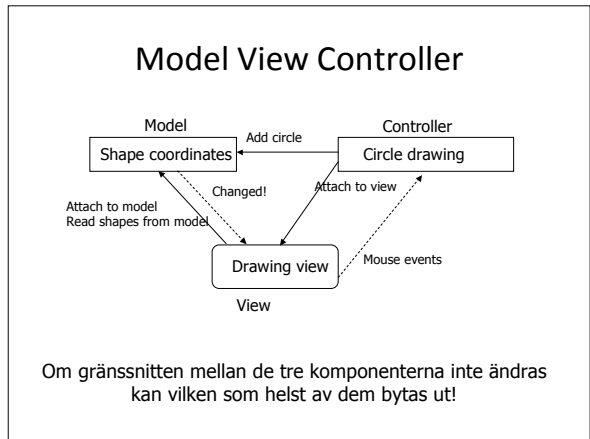 Model View Controller
Model
Controller
Add circle
Shape coordinates
Circle drawing
Changed!
Attach to view
Attach to model
Read shapes from model
Drawing view
Mouse events
View
Om gränssnitten mellan de tre komponenterna inte ändras
kan vilken som helst av dem bytas ut!